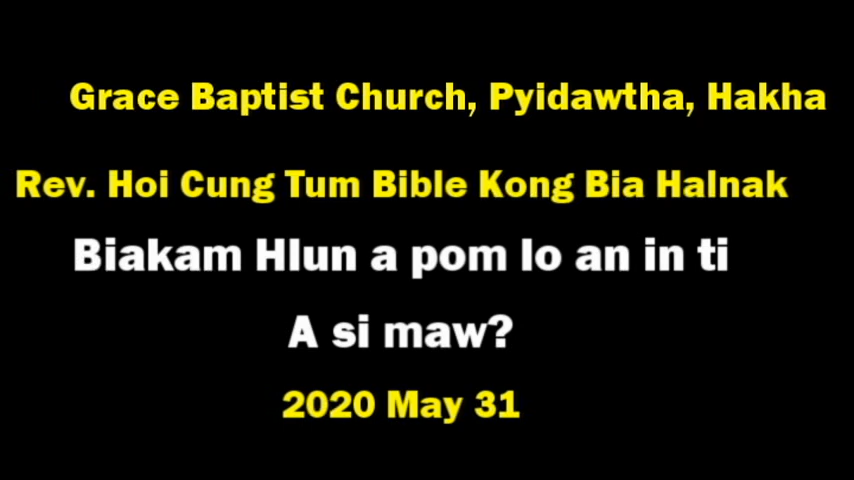 Grace Baptist Church, Pyidawtha, Hakha
Rev. Hoi Cung Tum Bible Kong Bia Halnak
Biakam Hlun a pom lo an in ti
A si maw?
2020 May 31